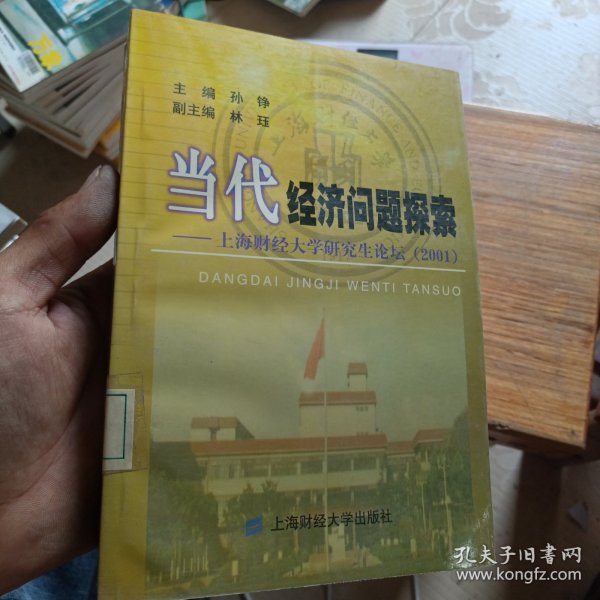 主编 孙铮
副主编 林珏
当代经济问题探索
——上海财经大学研究生论坛(2001)
DANGDAI JINGJI WENTI TANSUO
上海财经大学出版社
孔夫子旧书网
www.kongfz.com